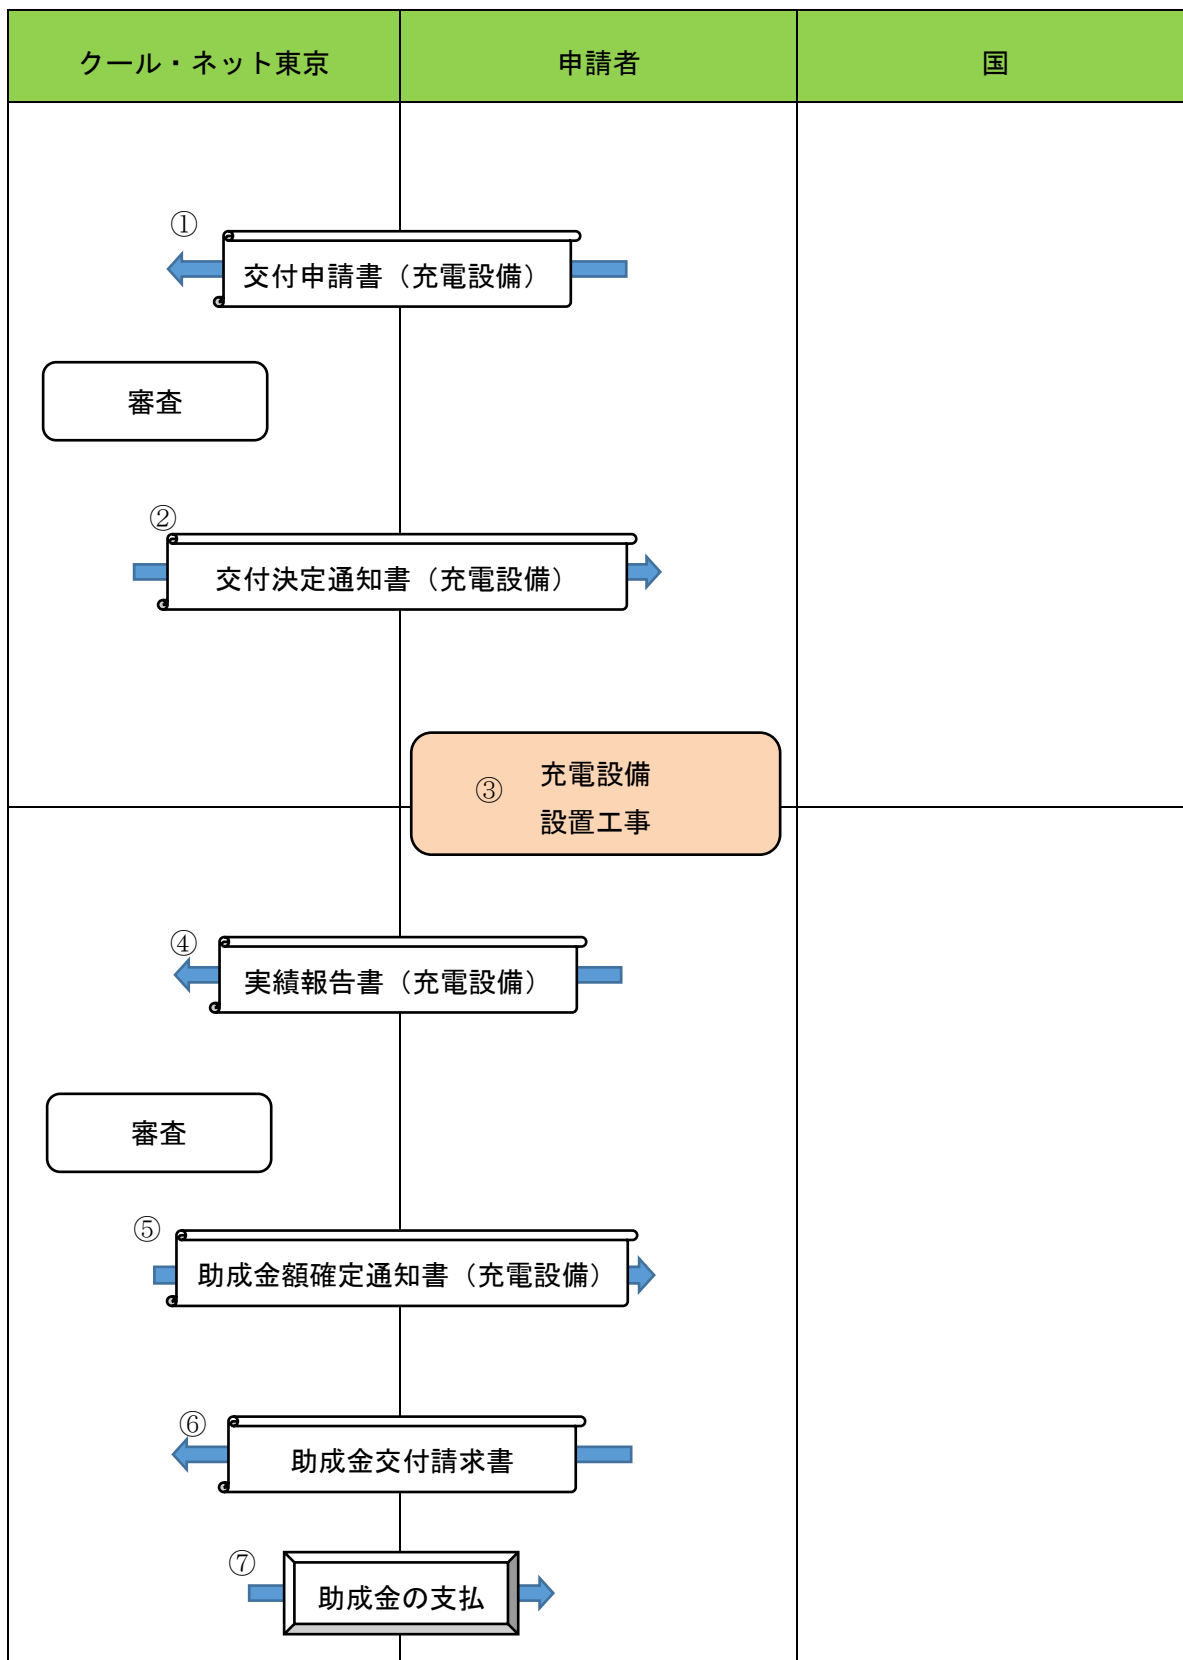 クール・ネット東京
申請者
国
①
交付申請書（充電設備）
審査
②
交付決定通知書（充電設備）
③
充電設備
設置工事
④
実績報告書（充電設備）
審査
⑤
助成金額確定通知書（充電設備）
⑥
助成金交付請求書
⑦
助成金の支払